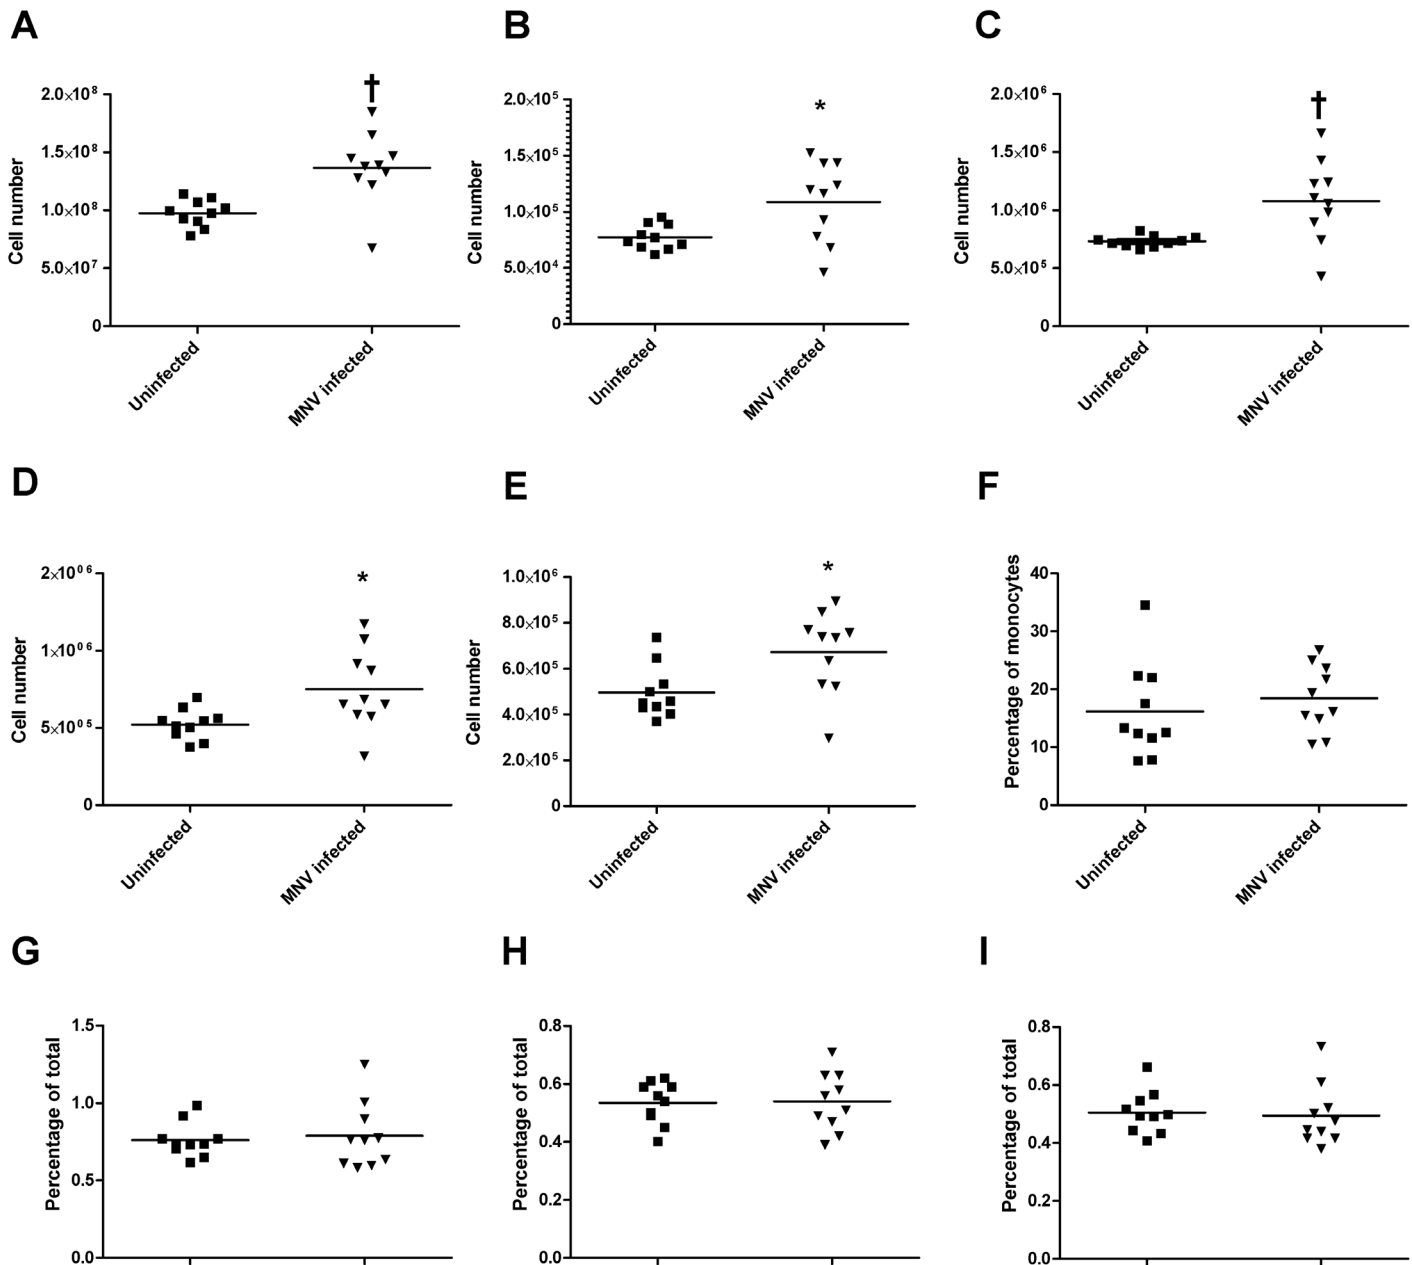 A
B
C
Cell number
2.0×10⁸
1.5×10⁸
1.0×10⁸
5.0×10⁷
0
†
Uninfected
MNV infected
Cell number
2.0×10⁵
1.5×10⁵
1.0×10⁵
5.0×10⁴
0
*
Uninfected
MNV infected
Cell number
2.0×10⁶
1.5×10⁶
1.0×10⁶
5.0×10⁵
0
†
Uninfected
MNV infected
D
E
F
Cell number
2×10⁰⁶
1×10⁰⁶
5×10⁰⁵
0
*
Uninfected
MNV infected
Cell number
1.0×10⁶
8.0×10⁵
6.0×10⁵
4.0×10⁵
2.0×10⁵
0
*
Uninfected
MNV infected
Percentage of monocytes
40
30
20
10
0
Uninfected
MNV infected
G
H
I
Percentage of total
1.5
1.0
0.5
0.0
Percentage of total
0.8
0.6
0.4
0.2
0.0
Percentage of total
0.8
0.6
0.4
0.2
0.0